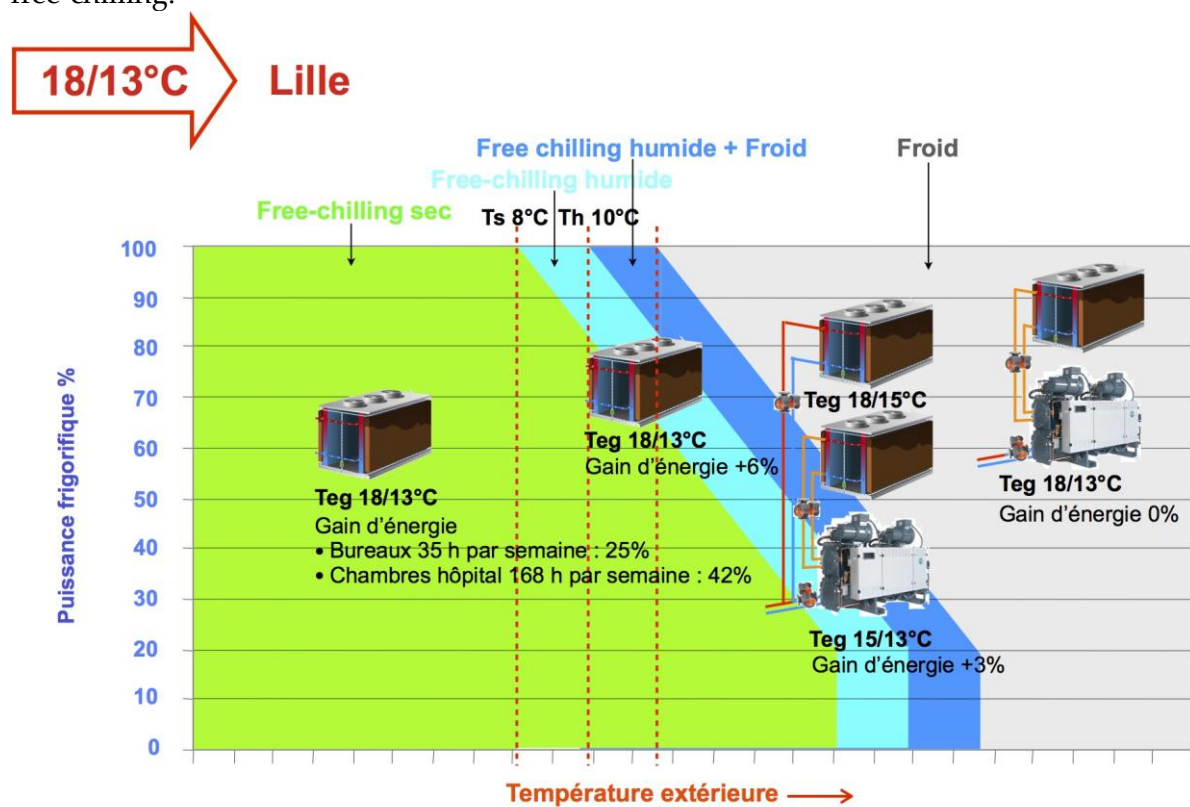 free-chilling.
18/13°C
Lille
Free chilling humide + Froid
Froid
Free-chilling humide
Free-chilling sec
Ts 8°C
Th 10°C
100
90
80
70
60
50
40
30
20
10
0
Puissance frigorifique %
Teg 18/13°C
Gain d’énergie
• Bureaux 35 h par semaine : 25%
• Chambres hôpital 168 h par semaine : 42%
Teg 18/13°C
Gain d’énergie +6%
Teg 18/15°C
Teg 15/13°C
Gain d’énergie +3%
Teg 18/13°C
Gain d’énergie 0%
Température extérieure